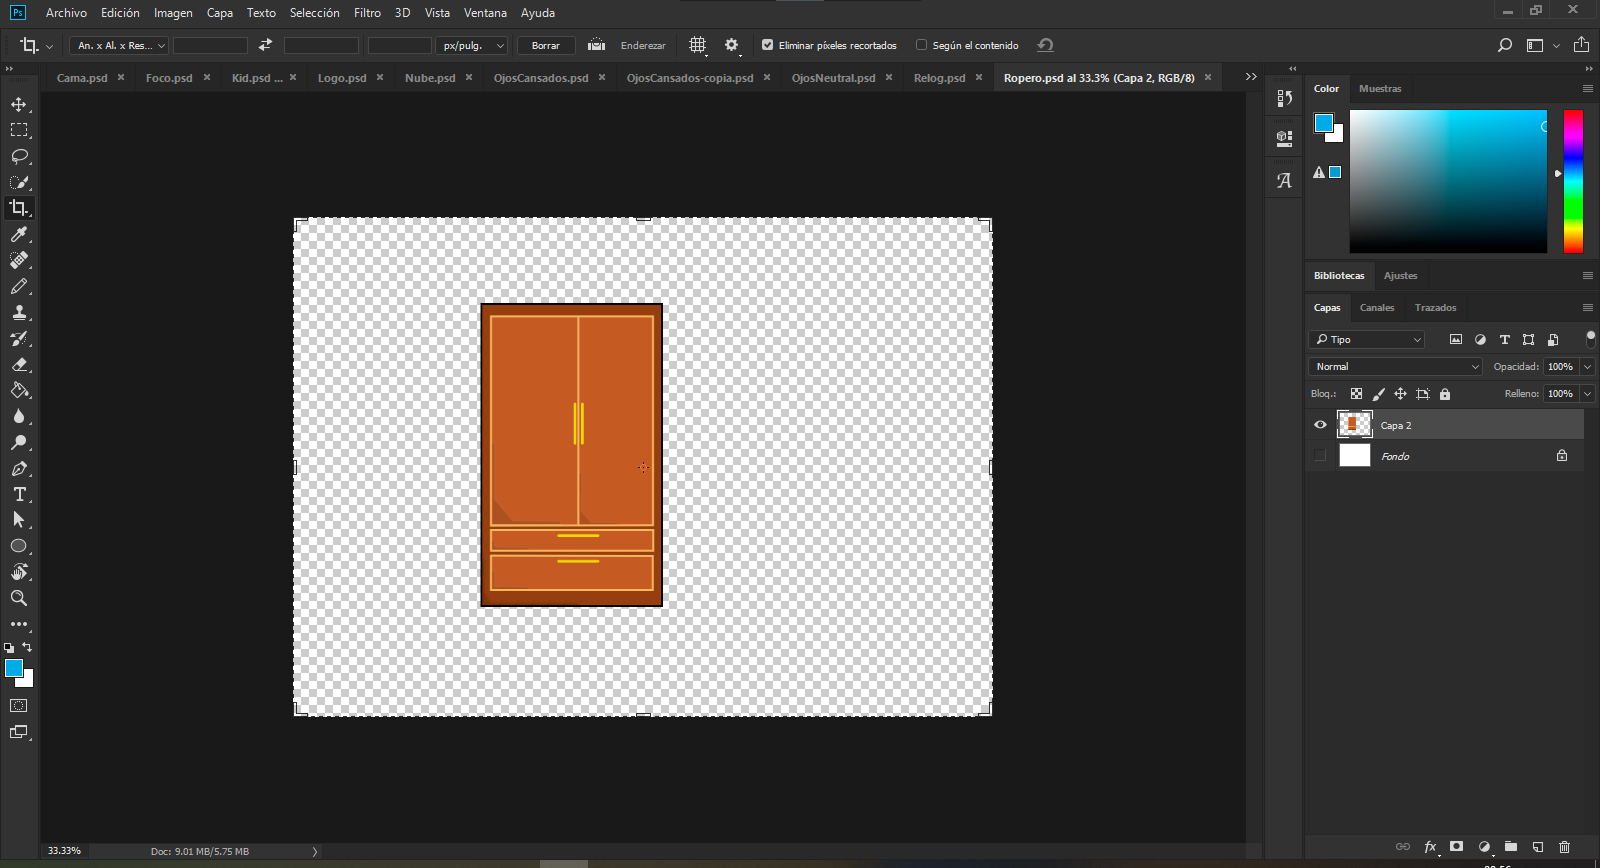 Ps Archivo Edición Imagen Capa Texto Selección Filtro 3D Vista Ventana Ayuda
An. x Al. x Res... px/pulg. Borrar Enderezar Eliminar píxeles recortados Según el contenido
Cama.psd Foco.psd Kid.psd ... Logo.psd Nube.psd OjosCansados.psd OjosCansados-copia.psd OjosNeutral.psd Relog.psd Ropero.psd al 33.3% (Capa 2, RGB/8)
Color Muestras
Bibliotecas Ajustes
Capas Canales Trazados
Tipo
Normal Opacidad: 100%
Bloq.: Relleno: 100%
Capa 2
Fondo
33.33% Doc: 9.01 MB/5.75 MB
fx